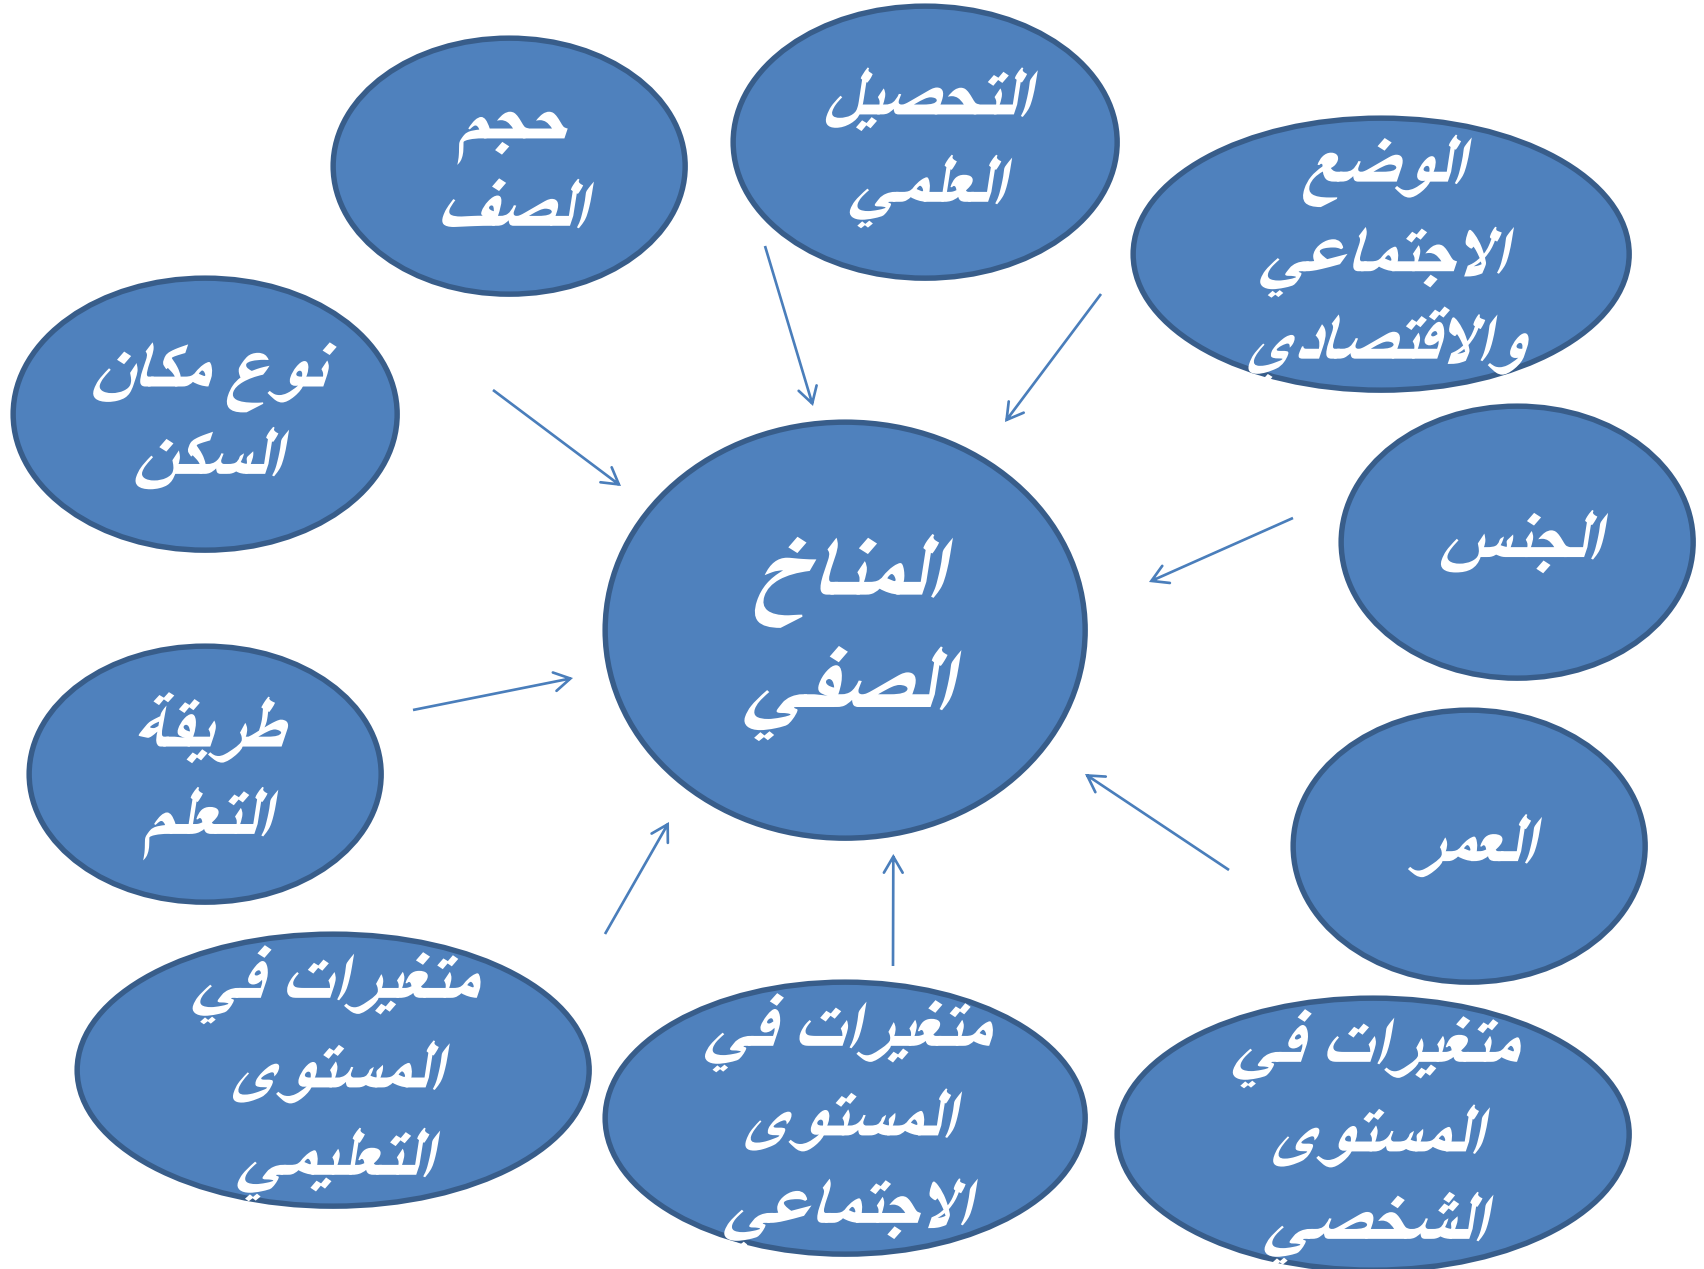 التحصيل
العلمي
حجم
الصف
الوضع
الاجتماعي
والاقتصادي
نوع مكان
السكن
الجنس
المناخ
الصفي
طريقة
التعلم
العمر
متغيرات في
المستوى
التعليمي
متغيرات في
المستوى
الاجتماعي
متغيرات في
المستوى
الشخصي